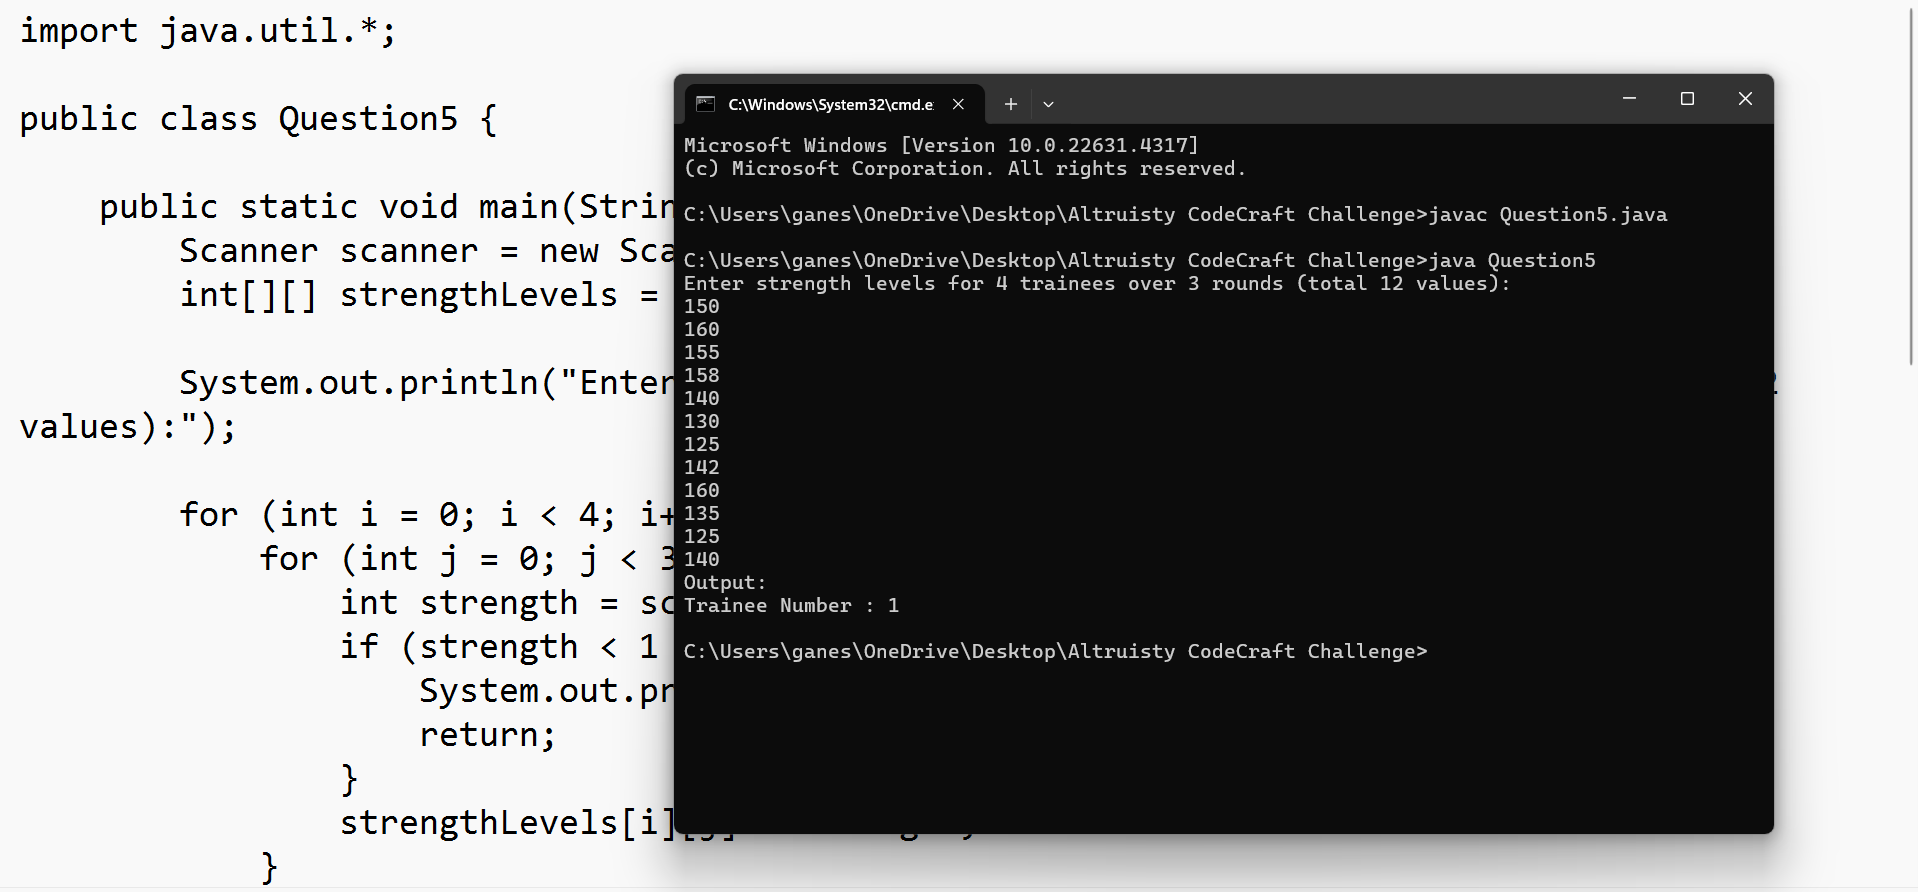 import java.util.*;
public class Question5 {
public static void main(Strin
Scanner scanner = new Sca
int[][] strengthLevels =
System.out.println("Enter
values):");
for (int i = 0; i < 4; i+
for (int j = 0; j < 3
int strength = sc
if (strength < 1
System.out.pr
return;
}
strengthLevels[i]
}
C:\Windows\System32\cmd.e
Microsoft Windows [Version 10.0.22631.4317]
(c) Microsoft Corporation. All rights reserved.
C:\Users\ganes\OneDrive\Desktop\Altruisty CodeCraft Challenge>javac Question5.java
C:\Users\ganes\OneDrive\Desktop\Altruisty CodeCraft Challenge>java Question5
Enter strength levels for 4 trainees over 3 rounds (total 12 values):
150
160
155
158
140
130
125
142
160
135
125
140
Output:
Trainee Number : 1
C:\Users\ganes\OneDrive\Desktop\Altruisty CodeCraft Challenge>